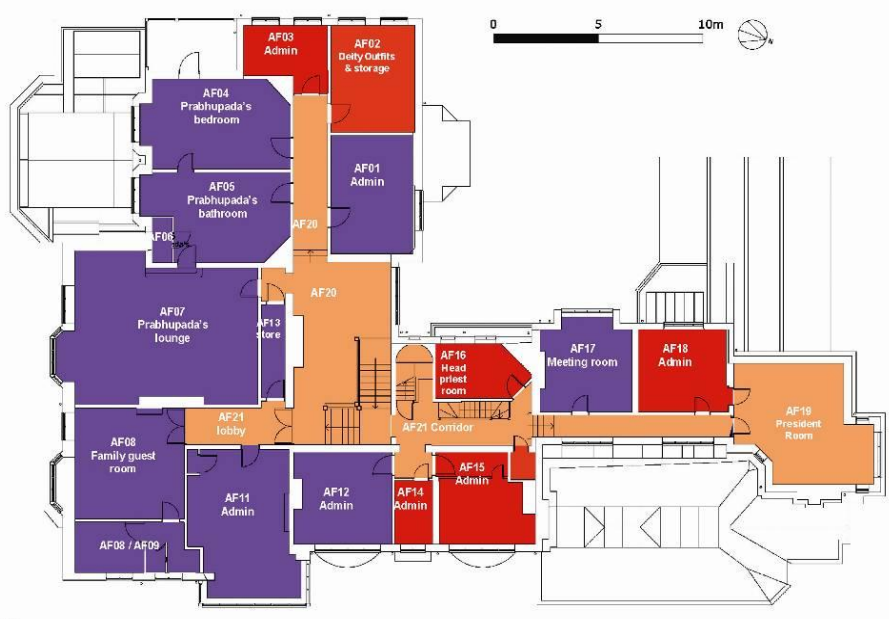 0 5 10m
AF03
Admin
AF02
Deity Outfits
& storage
AF04
Prabhupada's
bedroom
AF01
Admin
AF05
Prabhupada's
bathroom
AF20
AF06
AF07
Prabhupada's
lounge
AF20
AF13
store
AF16
Head
priest
room
AF17
Meeting room
AF18
Admin
AF19
President
Room
AF21
lobby
AF21 Corridor
AF08
Family guest
room
AF11
Admin
AF12
Admin
AF14
Admin
AF15
Admin
AF08 / AF09